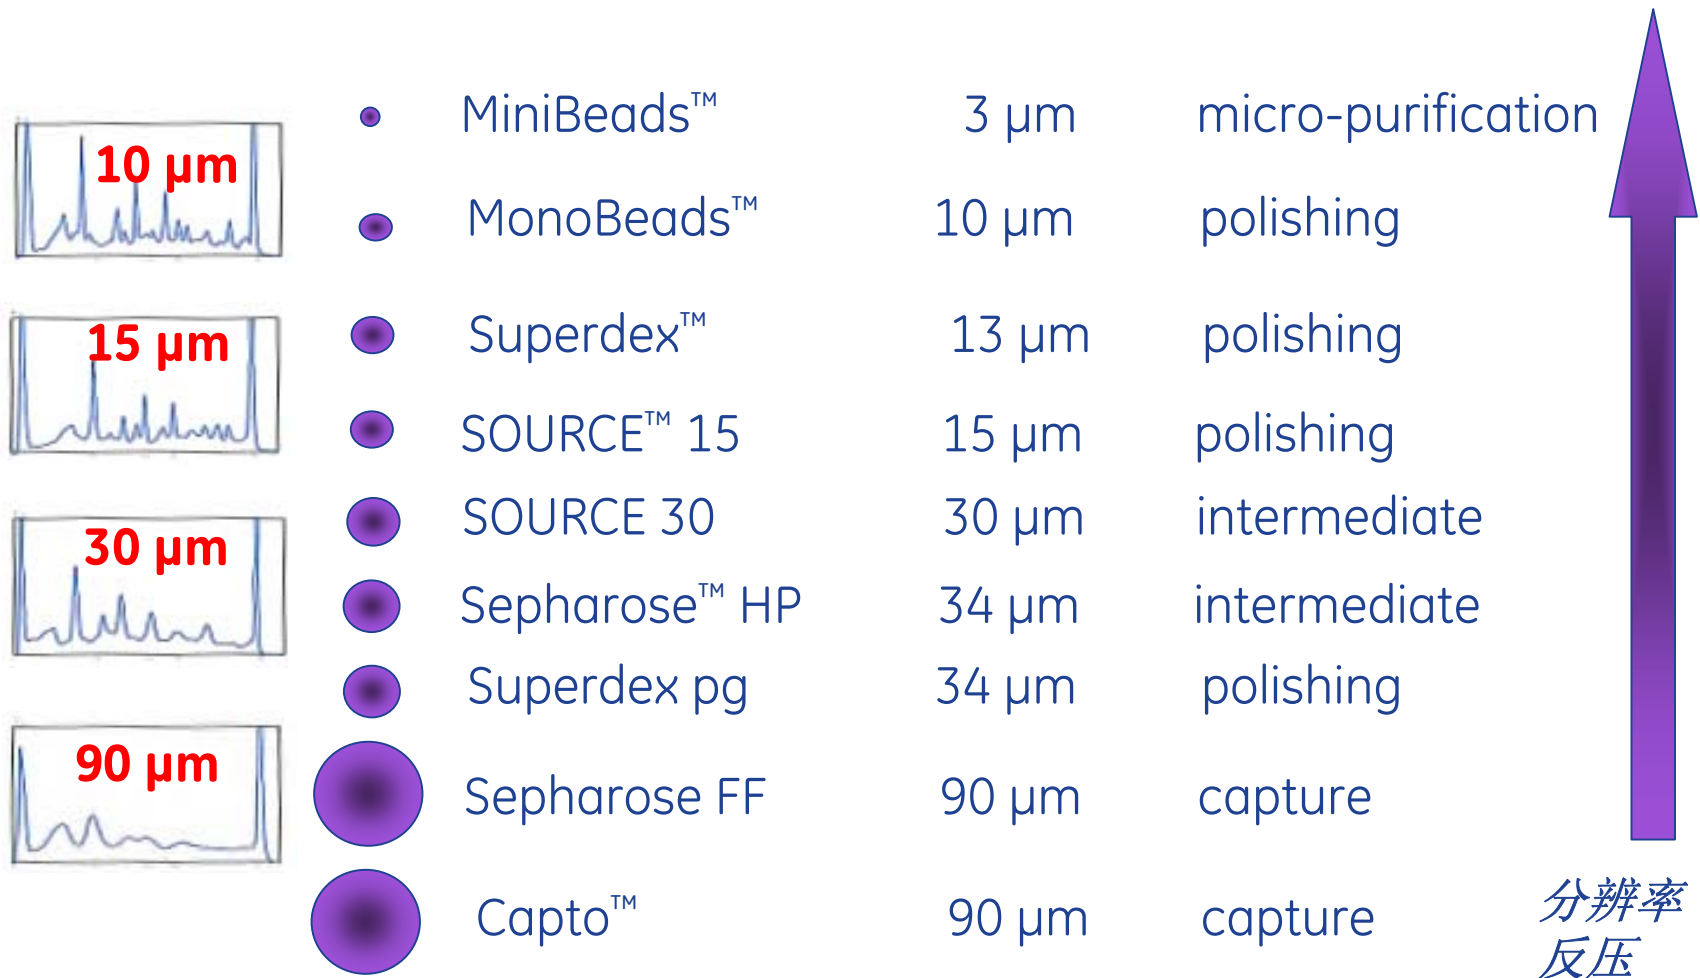 MiniBeads™ 3 µm micro-purification
10 µm
MonoBeads™ 10 µm polishing
Superdex™ 13 µm polishing
15 µm
SOURCE™ 15 15 µm polishing
SOURCE 30 30 µm intermediate
30 µm
Sepharose™ HP 34 µm intermediate
Superdex pg 34 µm polishing
90 µm
Sepharose FF 90 µm capture
Capto™ 90 µm capture
分辨率
反压